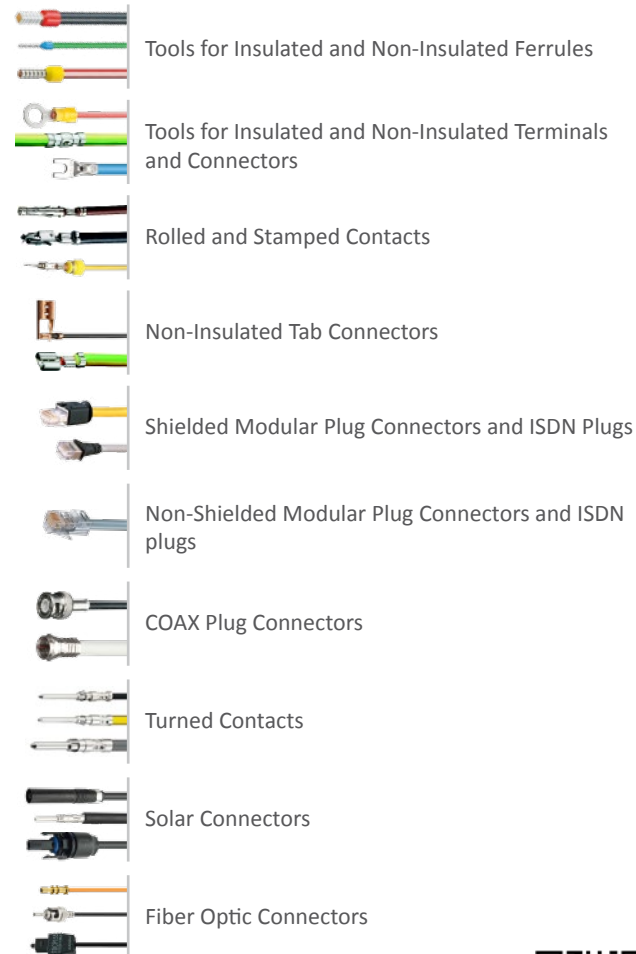 Tools for Insulated and Non-Insulated Ferrules
Tools for Insulated and Non-Insulated Terminals
and Connectors
Rolled and Stamped Contacts
Non-Insulated Tab Connectors
Shielded Modular Plug Connectors and ISDN Plugs
Non-Shielded Modular Plug Connectors and ISDN
plugs
COAX Plug Connectors
Turned Contacts
Solar Connectors
Fiber Optic Connectors